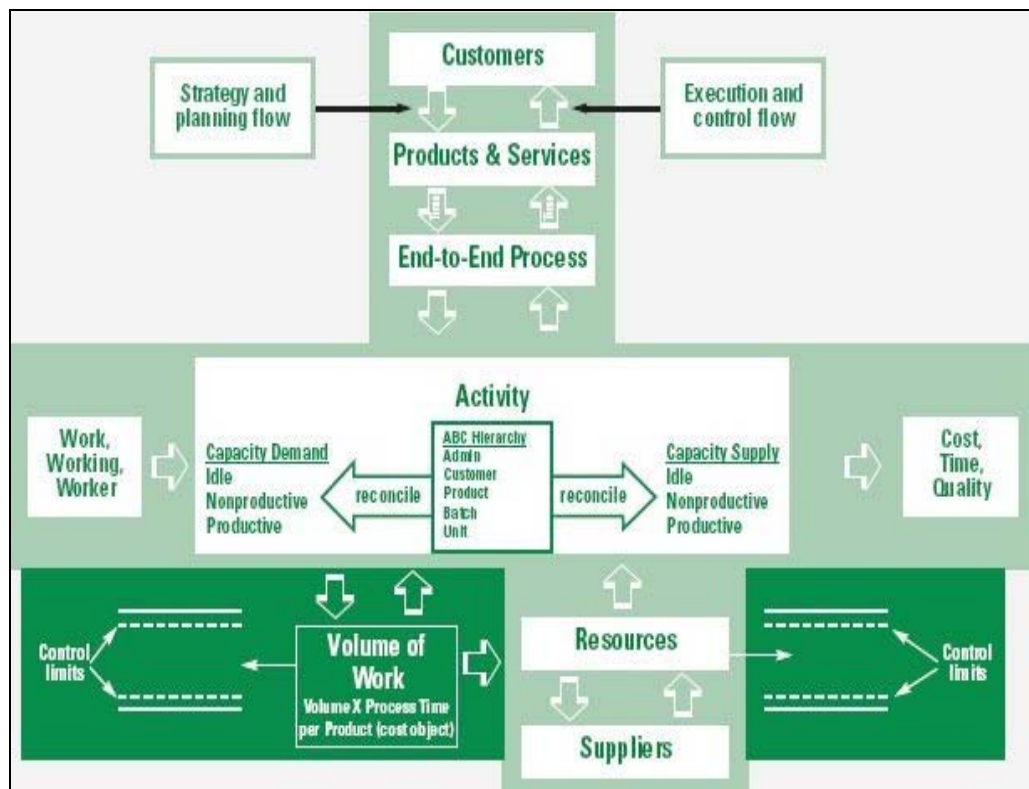 Customers
Strategy and
planning flow
Execution and
control flow
Products & Services
Time
Time
End-to-End Process
Activity
Work,
Working,
Worker
Capacity Demand
Idle
Nonproductive
Productive
reconcile
ABC Hierarchy
Admin
Customer
Product
Batch
Unit
reconcile
Capacity Supply
Idle
Nonproductive
Productive
Cost,
Time,
Quality
Control
limits
Volume of
Work
Volume X Process Time
per Product (cost object)
Resources
Suppliers
Control
limits